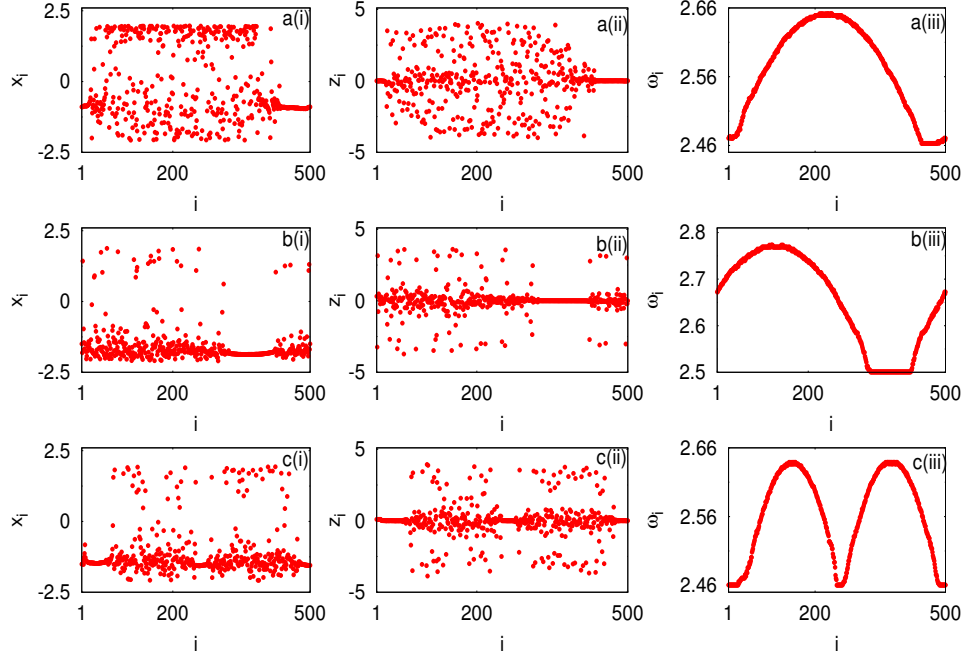 2.5 a(i) 5 a(ii) 2.66 a(iii)
x_i 0 z_i 0 ω_i 2.56
-2.5 -5 2.46
1 200 500 1 200 500 1 200 500
i i i
2.5 b(i) 5 b(ii) 2.8 b(iii)
2.7
x_i 0 z_i 0 ω_i
2.6
-2.5 -5 2.5
1 200 500 1 200 500 1 200 500
i i i
2.5 c(i) 5 c(ii) 2.66 c(iii)
x_i 0 z_i 0 ω_i 2.56
-2.5 -5 2.46
1 200 500 1 200 500 1 200 500
i i i